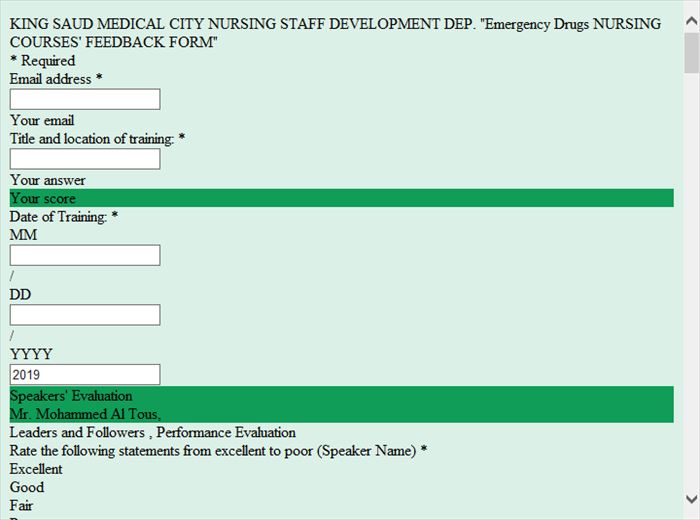 KING SAUD MEDICAL CITY NURSING STAFF DEVELOPMENT DEP. "Emergency Drugs NURSING
COURSES' FEEDBACK FORM"
* Required
Email address *
Your email
Title and location of training: *
Your answer
Your score
Date of Training: *
MM
/
DD
/
YYYY
2019
Speakers' Evaluation
Mr. Mohammed Al Tous,
Leaders and Followers , Performance Evaluation
Rate the following statements from excellent to poor (Speaker Name) *
Excellent
Good
Fair